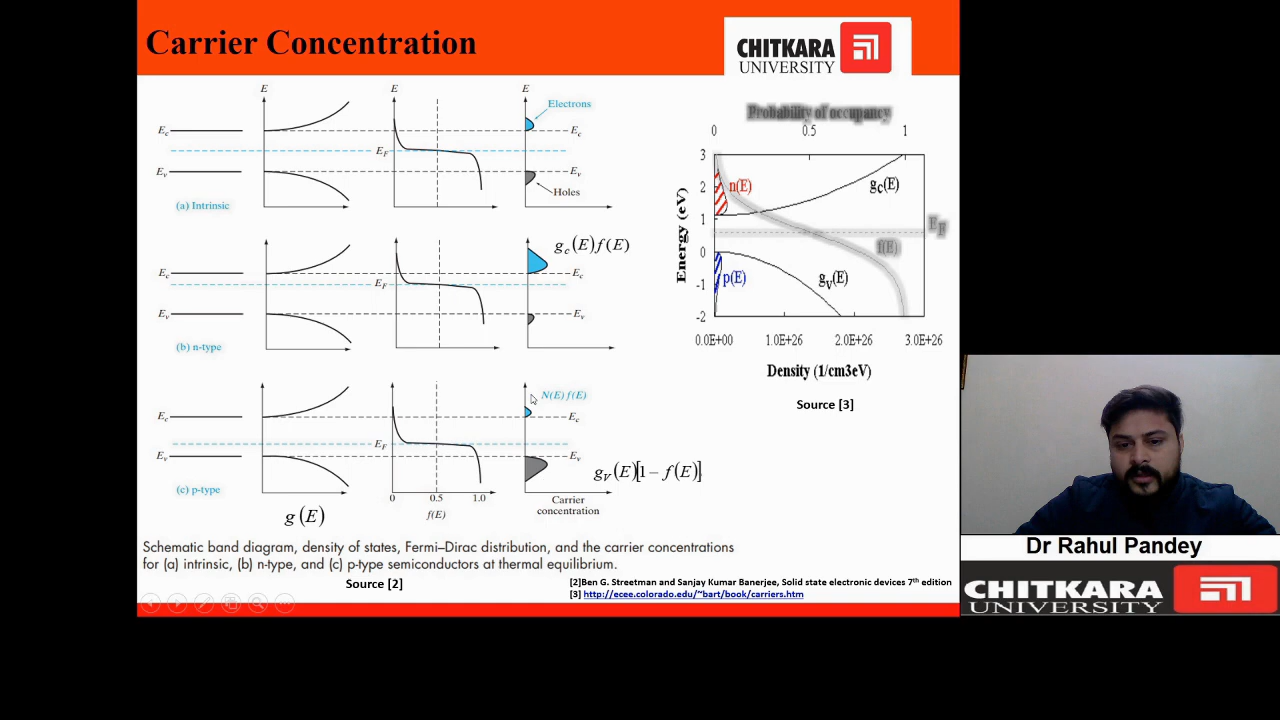 Carrier Concentration
CHITKARA
UNIVERSITY
E
E
E
Electrons
Probability of occupancy
0 0.5 1
Ec
Ec
EF
Ev
Ev
Holes
(a) Intrinsic
gc(E)f(E)
Ec
Ec
EF
Ev
Ev
(b) n-type
N(E) f(E)
Ec
Ec
EF
Ev
Ev
gV(E)[1 − f(E)]
(c) p-type
0 0.5 1.0
f(E)
Carrier
concentration
g(E)
3
2
1
0
-1
-2
Energy (eV)
n(E)
gc(E)
EF
f(E)
p(E)
gv(E)
0.0E+00 1.0E+26 2.0E+26 3.0E+26
Density (1/cm3eV)
Source [3]
Schematic band diagram, density of states, Fermi–Dirac distribution, and the carrier concentrations
for (a) intrinsic, (b) n-type, and (c) p-type semiconductors at thermal equilibrium.
Source [2]
[2]Ben G. Streetman and Sanjay Kumar Banerjee, Solid state electronic devices 7th edition
[3] http://ecee.colorado.edu/~bart/book/carriers.htm
Dr Rahul Pandey
CHITKARA
UNIVERSITY